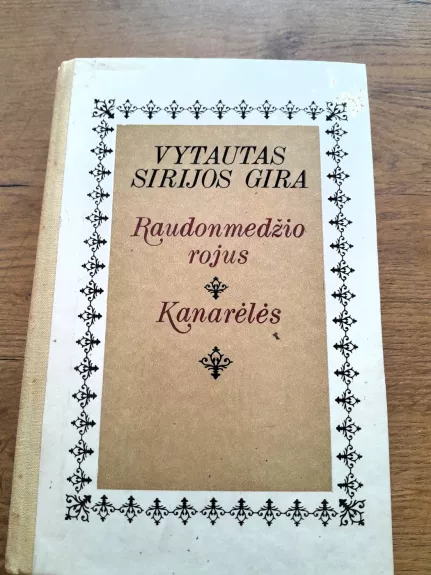 VYTAUTAS
SIRIJOS GIRA
Raudonmedžio
rojus
Kanarėlės